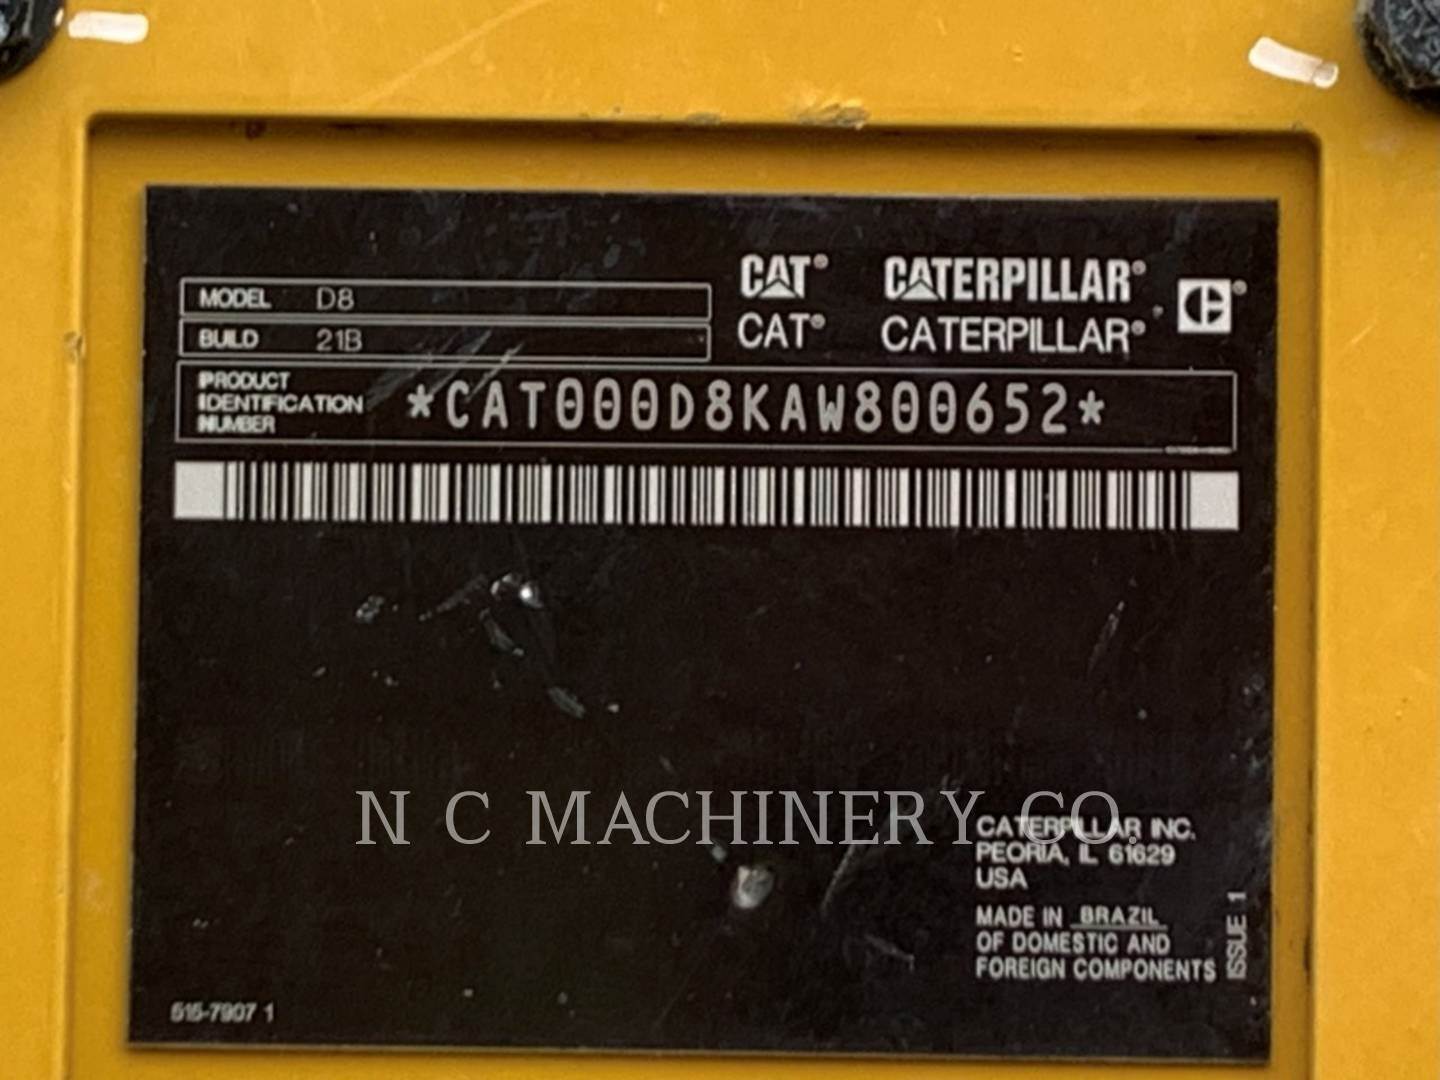 CAT® CATERPILLAR®
CAT® CATERPILLAR®
MODEL D8
BUILD 21B
PRODUCT
IDENTIFICATION
NUMBER
*CAT000D8KAW800652*
N C MACHINERY CO.
CATERPILLAR INC.
PEORIA, IL 61629
USA
MADE IN BRAZIL
OF DOMESTIC AND
FOREIGN COMPONENTS
ISSUE 1
515-7907 1